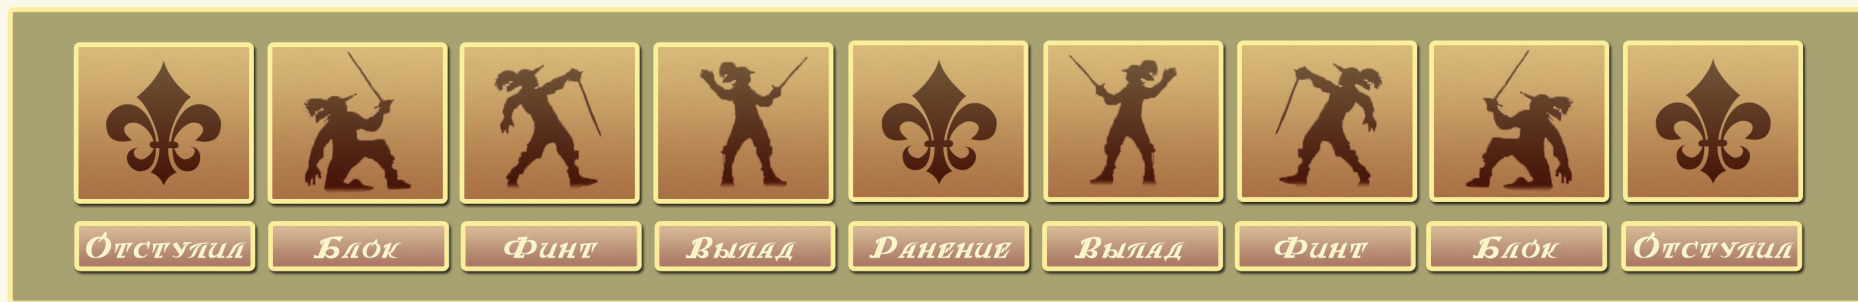 Отступил
Блок
Финт
Выпад
Ранение
Выпад
Финт
Блок
Отступил